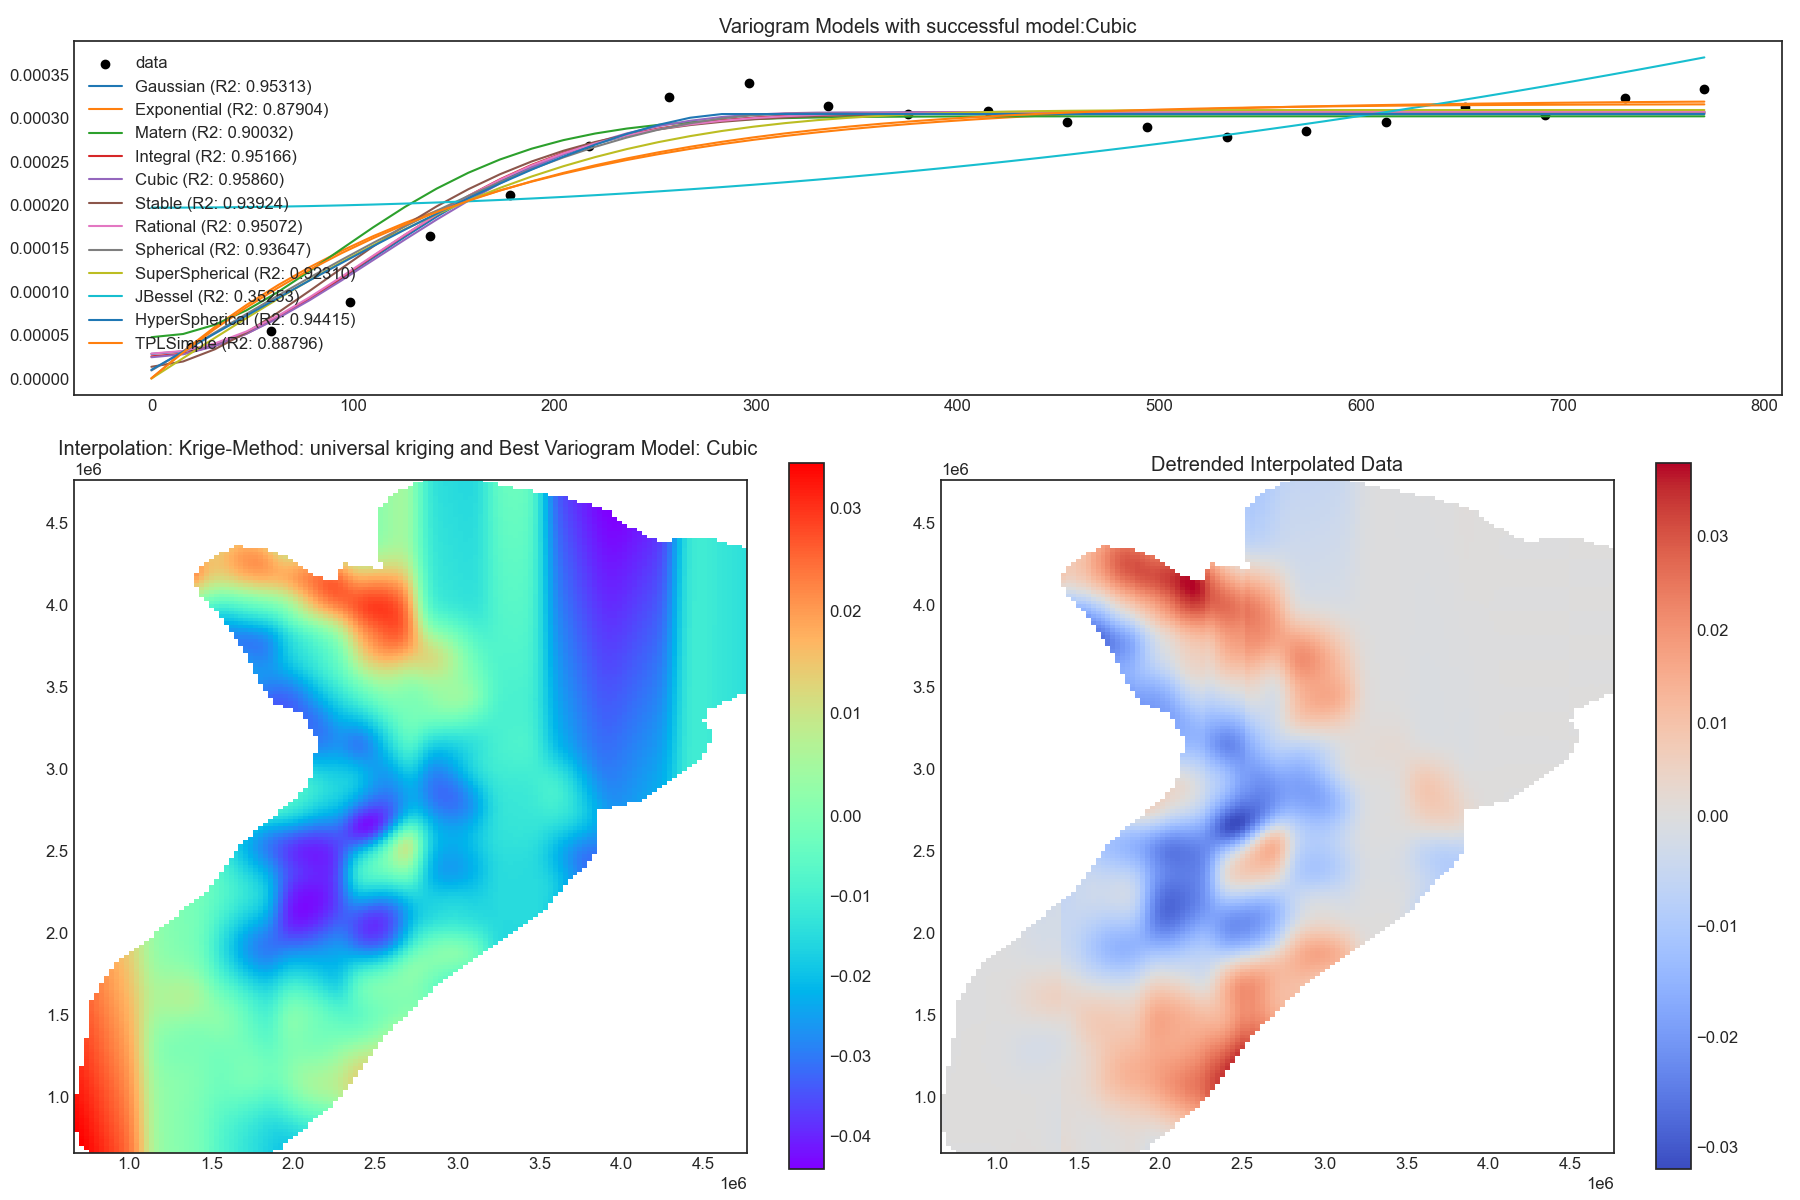 Variogram Models with successful model:Cubic
0.00035
0.00030
0.00025
0.00020
0.00015
0.00010
0.00005
0.00000
data
Gaussian (R2: 0.95313)
Exponential (R2: 0.87904)
Matern (R2: 0.90032)
Integral (R2: 0.95166)
Cubic (R2: 0.95860)
Stable (R2: 0.93924)
Rational (R2: 0.95072)
Spherical (R2: 0.93647)
SuperSpherical (R2: 0.92310)
JBessel (R2: 0.35253)
HyperSpherical (R2: 0.94415)
TPLSimple (R2: 0.88796)
0 100 200 300 400 500 600 700 800
Interpolation: Krige-Method: universal kriging and Best Variogram Model: Cubic
1e6
4.5
4.0
3.5
3.0
2.5
2.0
1.5
1.0
1.0 1.5 2.0 2.5 3.0 3.5 4.0 4.5
1e6
0.03
0.02
0.01
0.00
−0.01
−0.02
−0.03
−0.04
Detrended Interpolated Data
1e6
4.5
4.0
3.5
3.0
2.5
2.0
1.5
1.0
1.0 1.5 2.0 2.5 3.0 3.5 4.0 4.5
1e6
0.03
0.02
0.01
0.00
−0.01
−0.02
−0.03